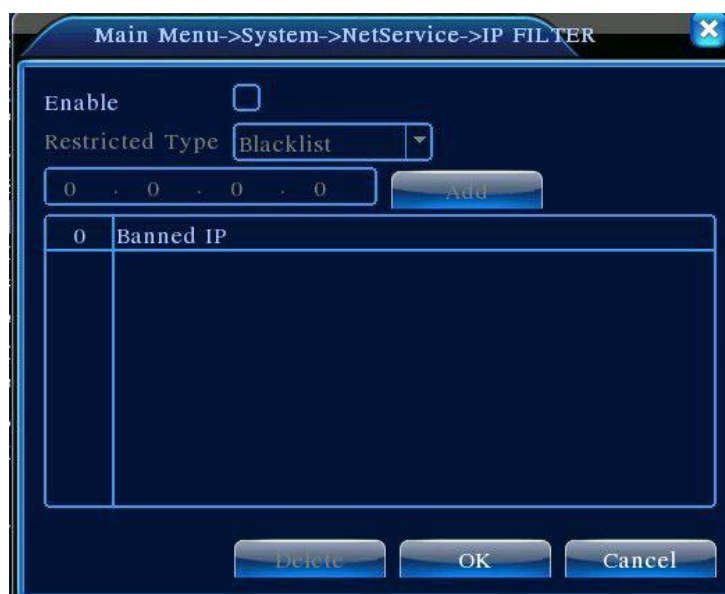 Main Menu->System->NetService->IP FILTER
Enable
Restricted Type Blacklist
0 . 0 . 0 . 0 Add
0 Banned IP
Delete OK Cancel